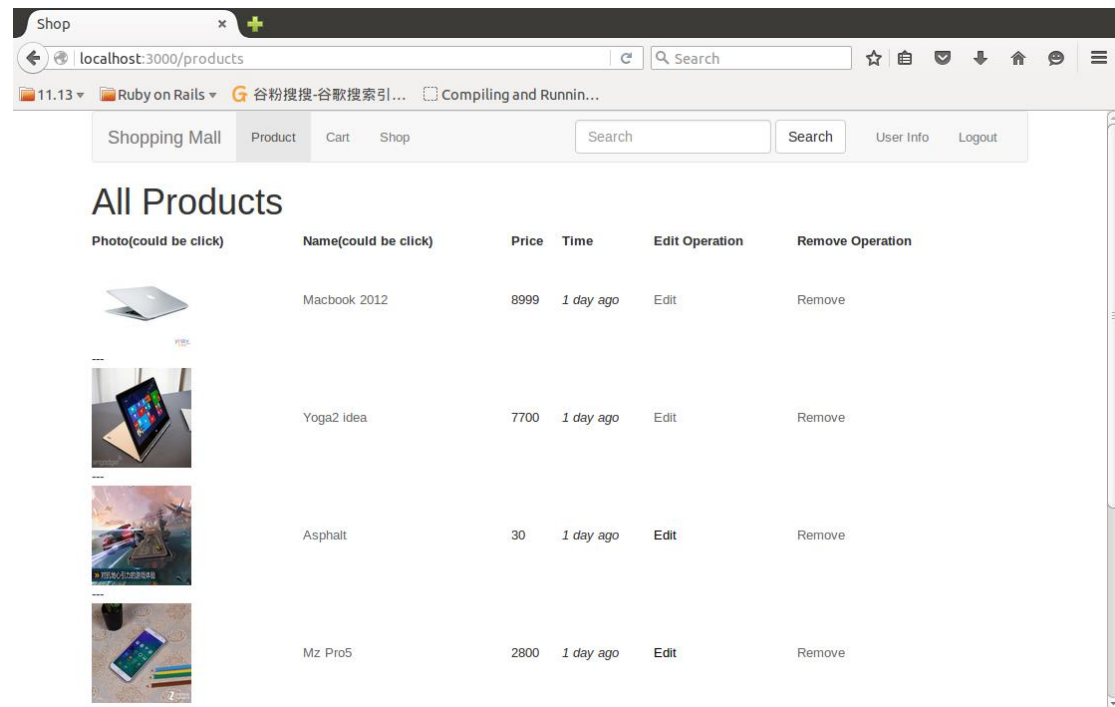 Shop
localhost:3000/products
Search
11.13 Ruby on Rails 谷粉搜搜-谷歌搜索引... Compiling and Runnin...
Shopping Mall Product Cart Shop Search Search User Info Logout
All Products
Photo(could be click) Name(could be click) Price Time Edit Operation Remove Operation
Macbook 2012 8999 1 day ago Edit Remove
---
Yoga2 idea 7700 1 day ago Edit Remove
---
Asphalt 30 1 day ago Edit Remove
---
Mz Pro5 2800 1 day ago Edit Remove